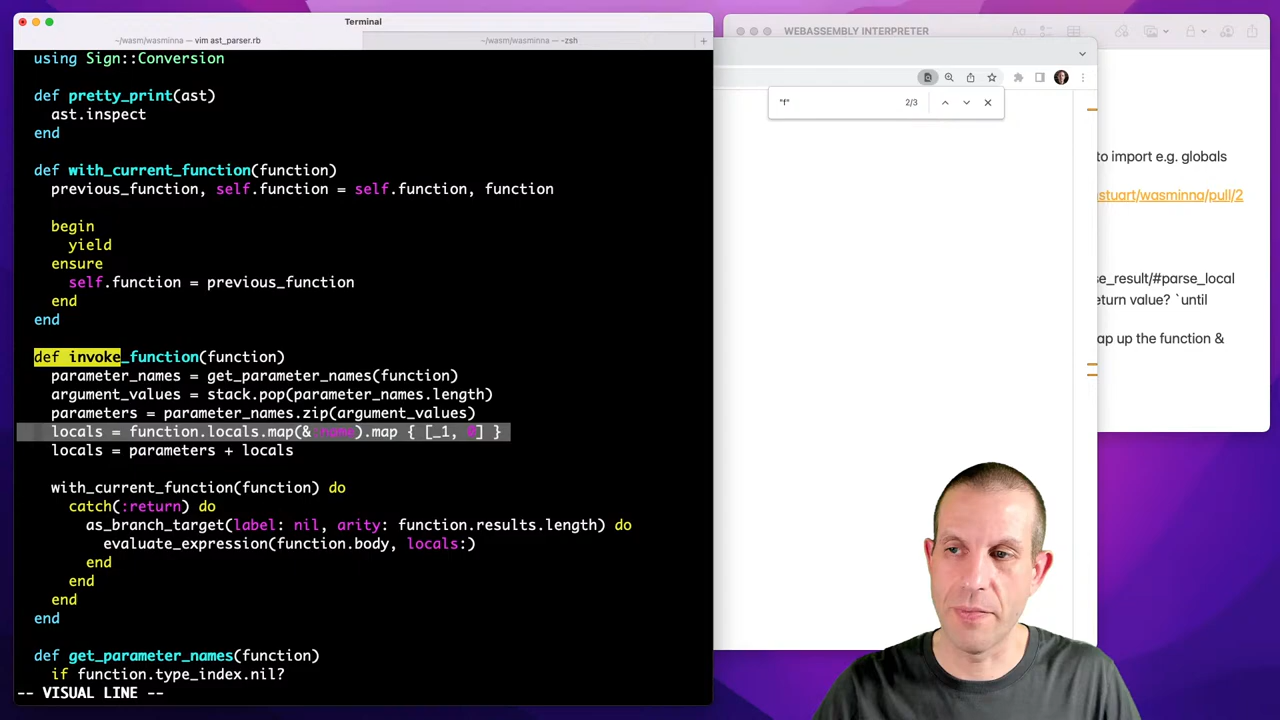 Terminal
~/wasm/wasminna — vim ast_parser.rb
~/wasm/wasminna — -zsh
+
using Sign::Conversion
def pretty_print(ast)
ast.inspect
end
def with_current_function(function)
previous_function, self.function = self.function, function
begin
yield
ensure
self.function = previous_function
end
end
def invoke_function(function)
parameter_names = get_parameter_names(function)
argument_values = stack.pop(parameter_names.length)
parameters = parameter_names.zip(argument_values)
locals = function.locals.map(&:name).map { [_1, 0] }
locals = parameters + locals
with_current_function(function) do
catch(:return) do
as_branch_target(label: nil, arity: function.results.length) do
evaluate_expression(function.body, locals:)
end
end
end
end
def get_parameter_names(function)
if function.type_index.nil?
-- VISUAL LINE --
WEBASSEMBLY INTERPRETER
Aa
"f" 2/3
to import e.g. globals
stuart/wasminna/pull/2
se_result/#parse_local
eturn value? `until
ap up the function &